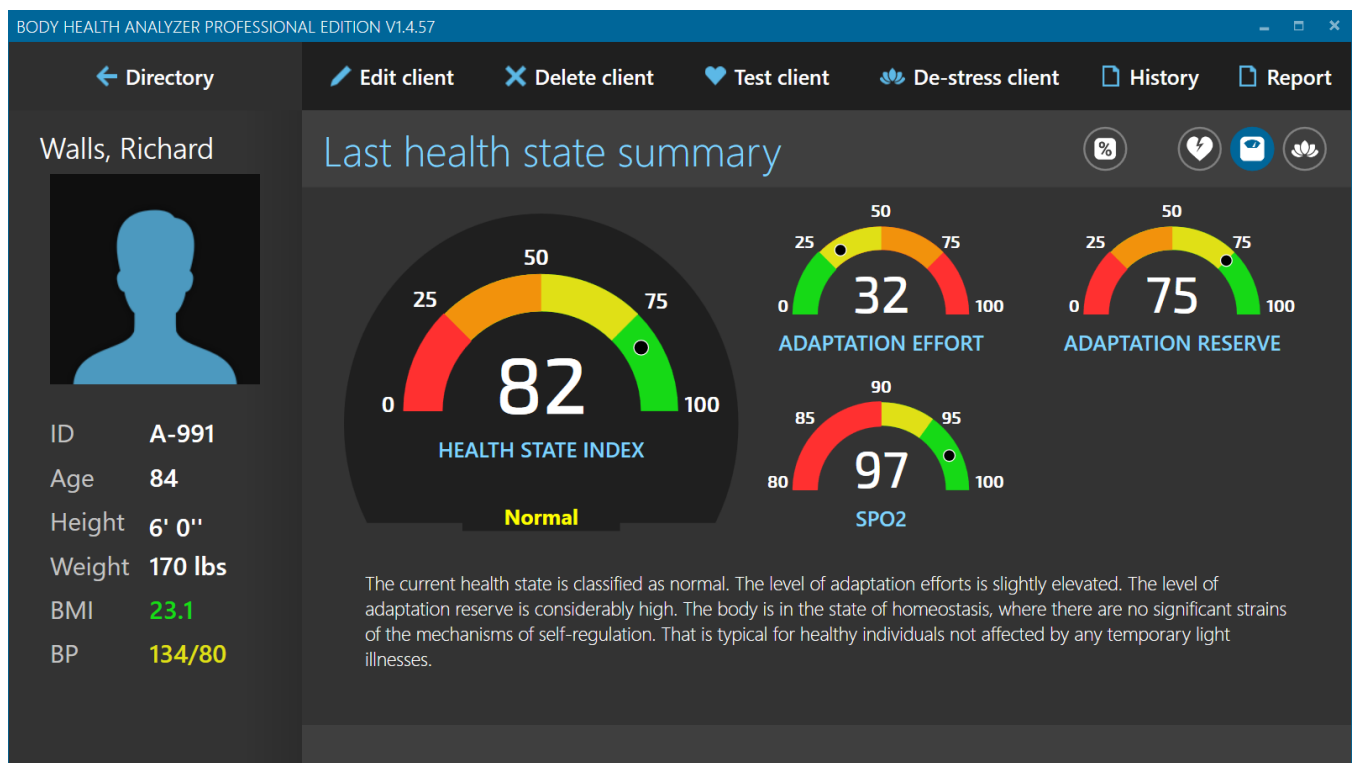 BODY HEALTH ANALYZER PROFESSIONAL EDITION V1.4.57
Directory
Edit client
Delete client
Test client
De-stress client
History
Report
Walls, Richard
ID A-991
Age 84
Height 6' 0''
Weight 170 lbs
BMI 23.1
BP 134/80
Last health state summary
%
0
25
50
75
100
82
HEALTH STATE INDEX
Normal
0
25
50
75
100
32
ADAPTATION EFFORT
0
25
50
75
100
75
ADAPTATION RESERVE
80
85
90
95
100
97
SPO2
The current health state is classified as normal. The level of adaptation efforts is slightly elevated. The level of
adaptation reserve is considerably high. The body is in the state of homeostasis, where there are no significant strains
of the mechanisms of self-regulation. That is typical for healthy individuals not affected by any temporary light
illnesses.